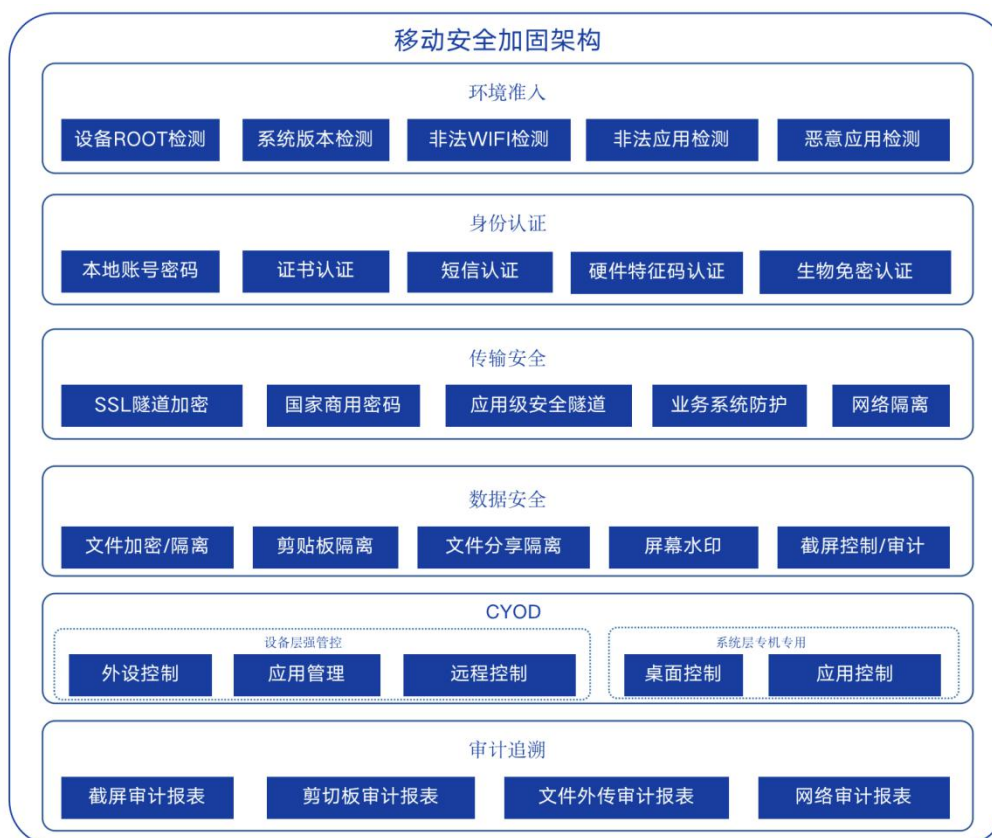 移动安全加固架构
环境准入
设备ROOT检测 系统版本检测 非法WIFI检测 非法应用检测 恶意应用检测
身份认证
本地账号密码 证书认证 短信认证 硬件特征码认证 生物免密认证
传输安全
SSL隧道加密 国家商用密码 应用级安全隧道 业务系统防护 网络隔离
数据安全
文件加密/隔离 剪贴板隔离 文件分享隔离 屏幕水印 截屏控制/审计
CYOD
设备层强管控 系统层专机专用
外设控制 应用管理 远程控制 桌面控制 应用控制
审计追溯
截屏审计报表 剪切板审计报表 文件外传审计报表 网络审计报表